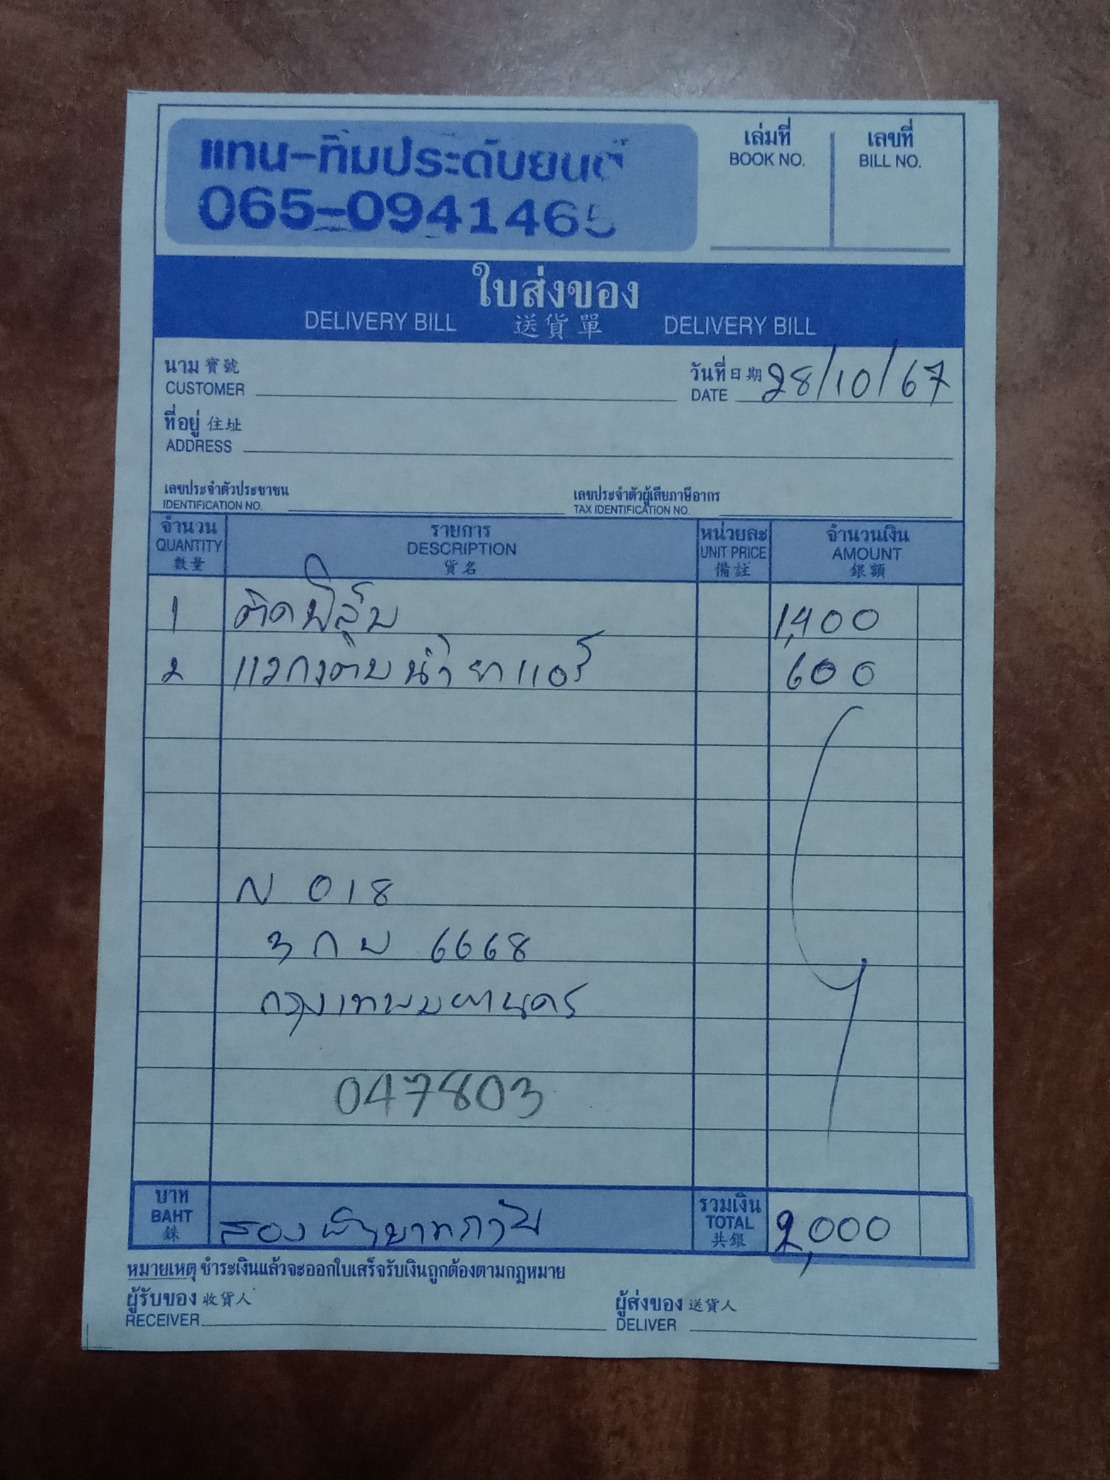 แทน-ทิมประดับยนต์
065-0941465
เล่มที่
BOOK NO.
เลขที่
BILL NO.
ใบส่งของ
DELIVERY BILL 送貨單 DELIVERY BILL
นาม 寶號
CUSTOMER
วันที่ 日期 28/10/67
DATE
ที่อยู่ 住址
ADDRESS
เลขประจำตัวประชาชน
IDENTIFICATION NO.
เลขประจำตัวผู้เสียภาษีอากร
TAX IDENTIFICATION NO.
จำนวน รายการ หน่วยละ จำนวนเงิน
QUANTITY DESCRIPTION UNIT PRICE AMOUNT
數量 貨名 備註 銀額
1 ติดฟิล์ม 1,400
2 แวกวเติมน้ำยาแอร์ 600
N 018
3 กบ 6668
กรุงเทพมหานคร
047803
บาท
BAHT
銖
สองพันบาทถ้วน
รวมเงิน
TOTAL
共銀
2,000
หมายเหตุ ชำระเงินแล้วจะออกใบเสร็จรับเงินถูกต้องตามกฎหมาย
ผู้รับของ 收貨人
RECEIVER
ผู้ส่งของ 送貨人
DELIVER